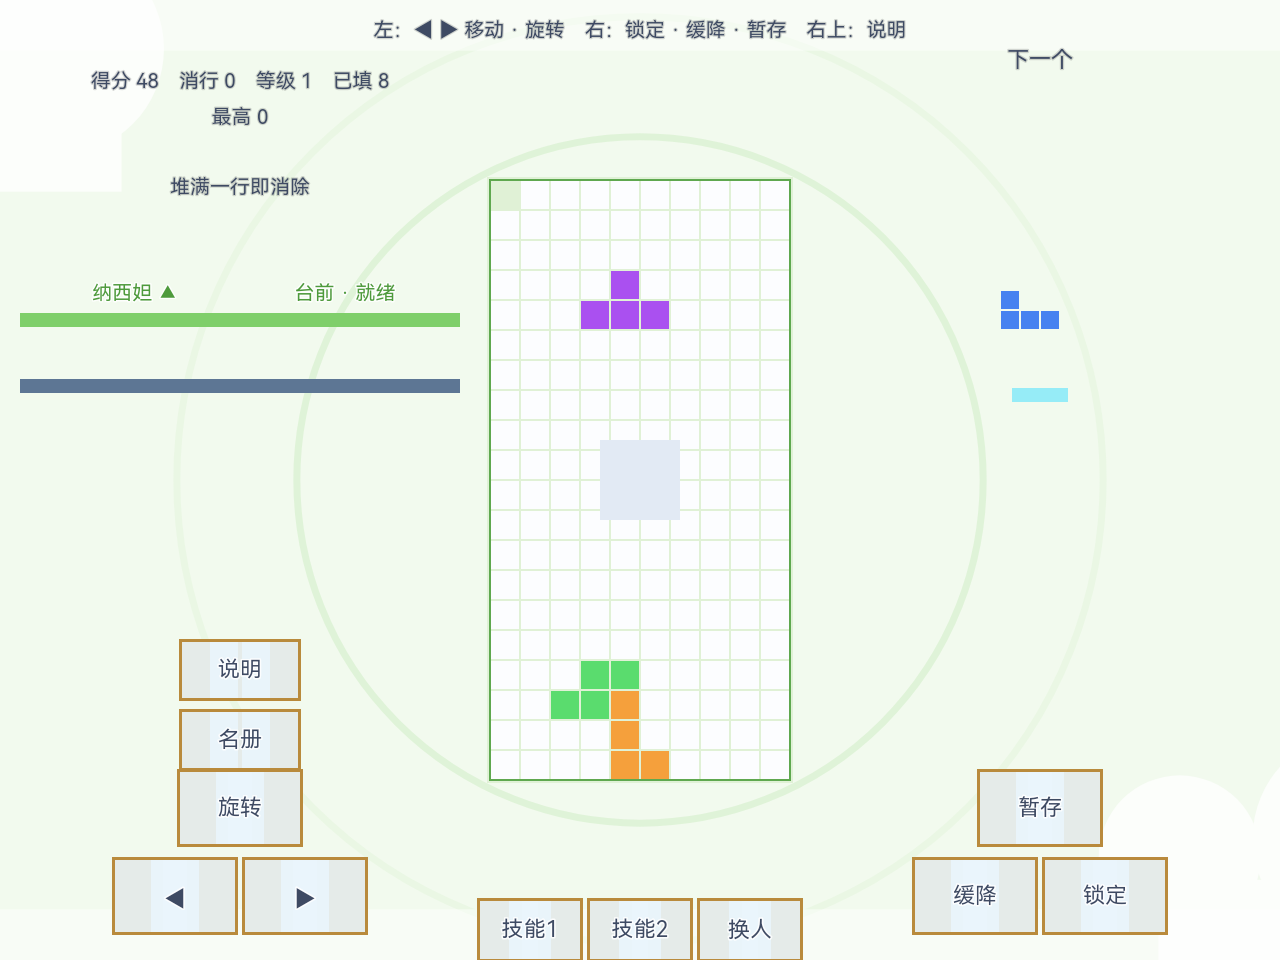 左：◀ ▶ 移动 · 旋转　右：锁定 · 缓降 · 暂存　右上：说明
下一个
得分 48　消行 0　等级 1　已填 8
最高 0
堆满一行即消除
纳西妲 ▲
台前 · 就绪
说明
名册
旋转
◀
▶
技能1
技能2
换人
暂存
缓降
锁定